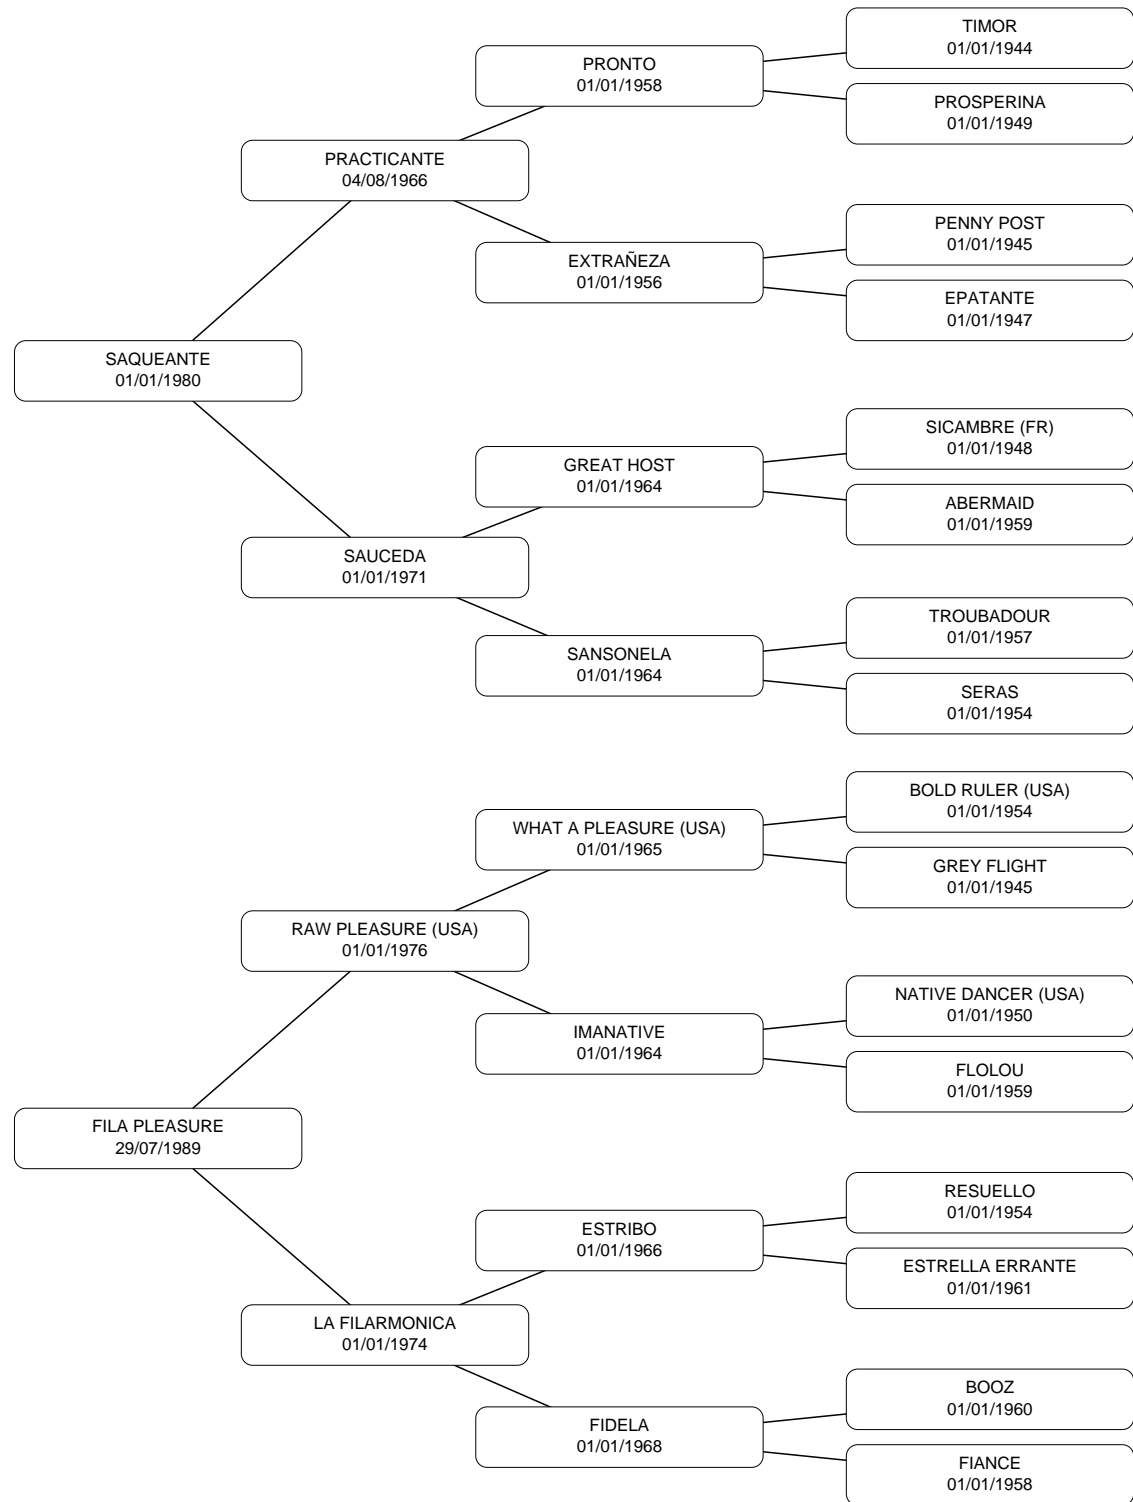 TIMOR
01/01/1944
PRONTO
01/01/1958
PROSPERINA
01/01/1949
PRACTICANTE
04/08/1966
PENNY POST
01/01/1945
EXTRAÑEZA
01/01/1956
EPATANTE
01/01/1947
SAQUEANTE
01/01/1980
SICAMBRE (FR)
01/01/1948
GREAT HOST
01/01/1964
ABERMAID
01/01/1959
SAUCEDA
01/01/1971
TROUBADOUR
01/01/1957
SANSONELA
01/01/1964
SERAS
01/01/1954
BOLD RULER (USA)
01/01/1954
WHAT A PLEASURE (USA)
01/01/1965
GREY FLIGHT
01/01/1945
RAW PLEASURE (USA)
01/01/1976
NATIVE DANCER (USA)
01/01/1950
IMANATIVE
01/01/1964
FLOLOU
01/01/1959
FILA PLEASURE
29/07/1989
RESUELLO
01/01/1954
ESTRIBO
01/01/1966
ESTRELLA ERRANTE
01/01/1961
LA FILARMONICA
01/01/1974
BOOZ
01/01/1960
FIDELA
01/01/1968
FIANCE
01/01/1958